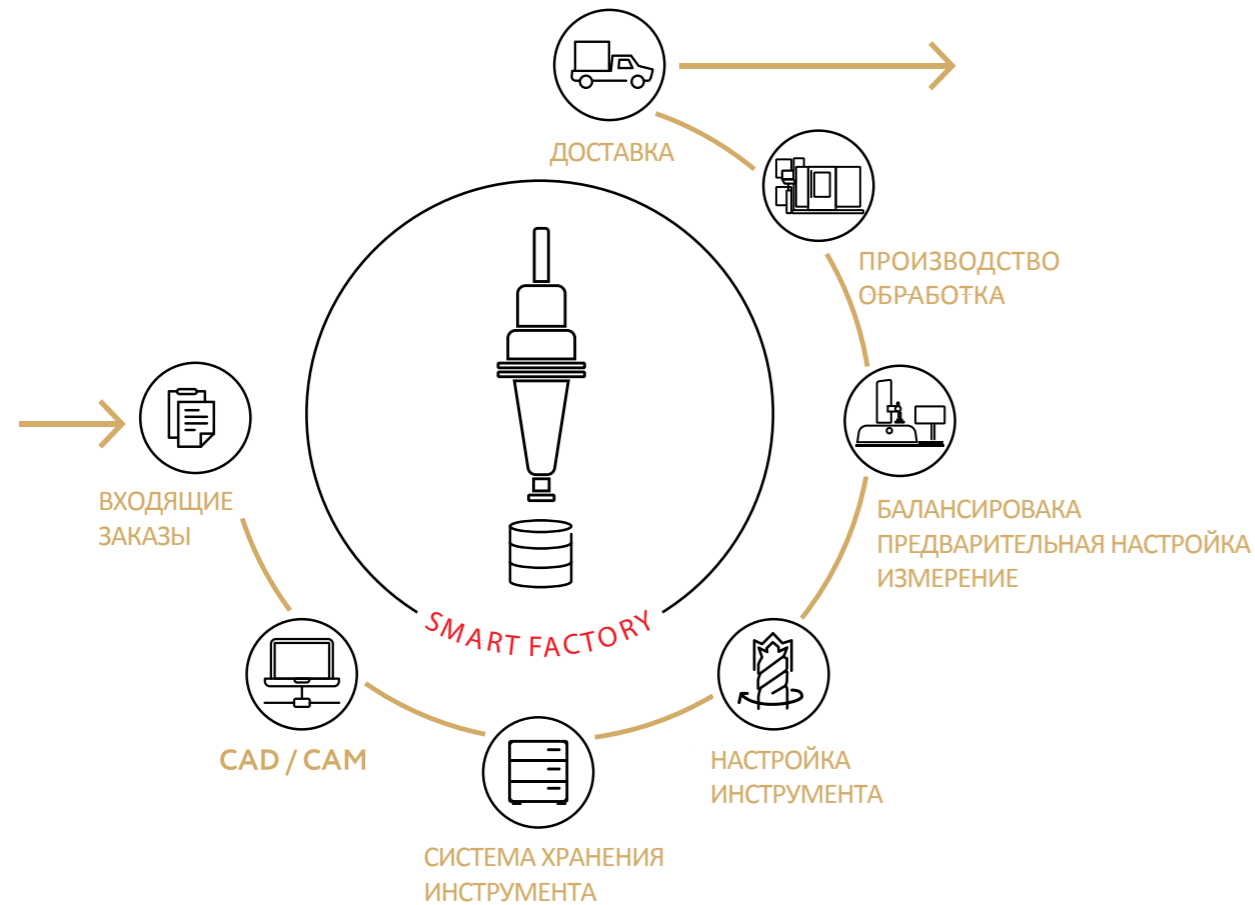 ДОСТАВКА
ПРОИЗВОДСТВО
ОБРАБОТКА
ВХОДЯЩИЕ
ЗАКАЗЫ
БАЛАНСИРОВАКА
ПРЕДВАРИТЕЛЬНАЯ НАСТРОЙКА
ИЗМЕРЕНИЕ
SMART FACTORY
CAD / CAM
НАСТРОЙКА
ИНСТРУМЕНТА
СИСТЕМА ХРАНЕНИЯ
ИНСТРУМЕНТА